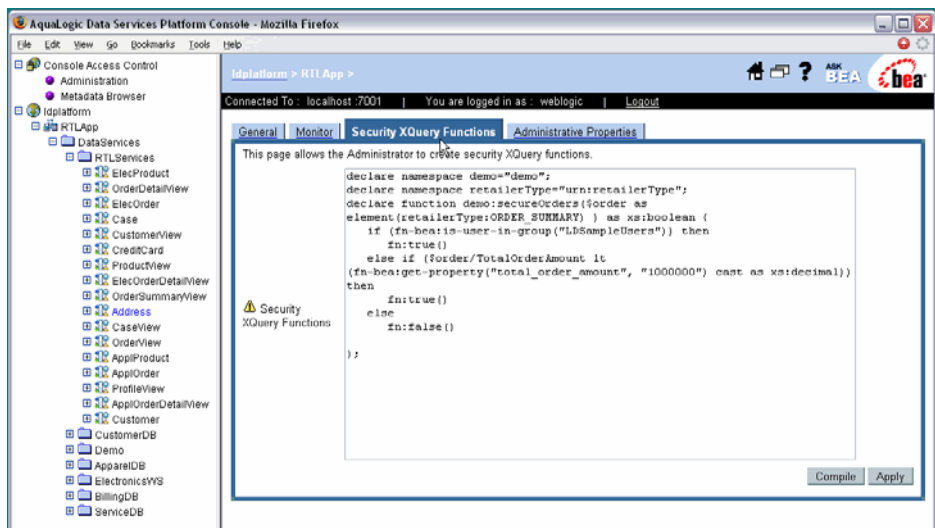 AquaLogic Data Services Platform Console - Mozilla Firefox
File Edit View Go Bookmarks Tools Help
Console Access Control
Administration
Metadata Browser
ldplatform
RTLApp
DataServices
RTLServices
ElecProduct
OrderDetailView
ElecOrder
Case
CustomerView
CreditCard
ProductView
ElecOrderDetailView
OrderSummaryView
Address
CaseView
OrderView
ApplProduct
ApplOrder
ProfileView
ApplOrderDetailView
Customer
CustomerDB
Demo
ApparelDB
ElectronicsWS
BillingDB
ServiceDB
ldplatform > RTLApp >
ASK BEA
bea
Connected To : localhost :7001 | You are logged in as : weblogic | Logout
General Monitor Security XQuery Functions Administrative Properties
This page allows the Administrator to create security XQuery functions.
Security XQuery Functions
declare namespace demo="demo";
declare namespace retailerType="urn:retailerType";
declare function demo:secureOrders($order as
element(retailerType:ORDER_SUMMARY) ) as xs:boolean {
if (fn-bea:is-user-in-group("LDSampleUsers")) then
fn:true()
else if ($order/TotalOrderAmount lt
(fn-bea:get-property("total_order_amount", "1000000") cast as xs:decimal))
then
fn:true()
else
fn:false()
};
Compile Apply